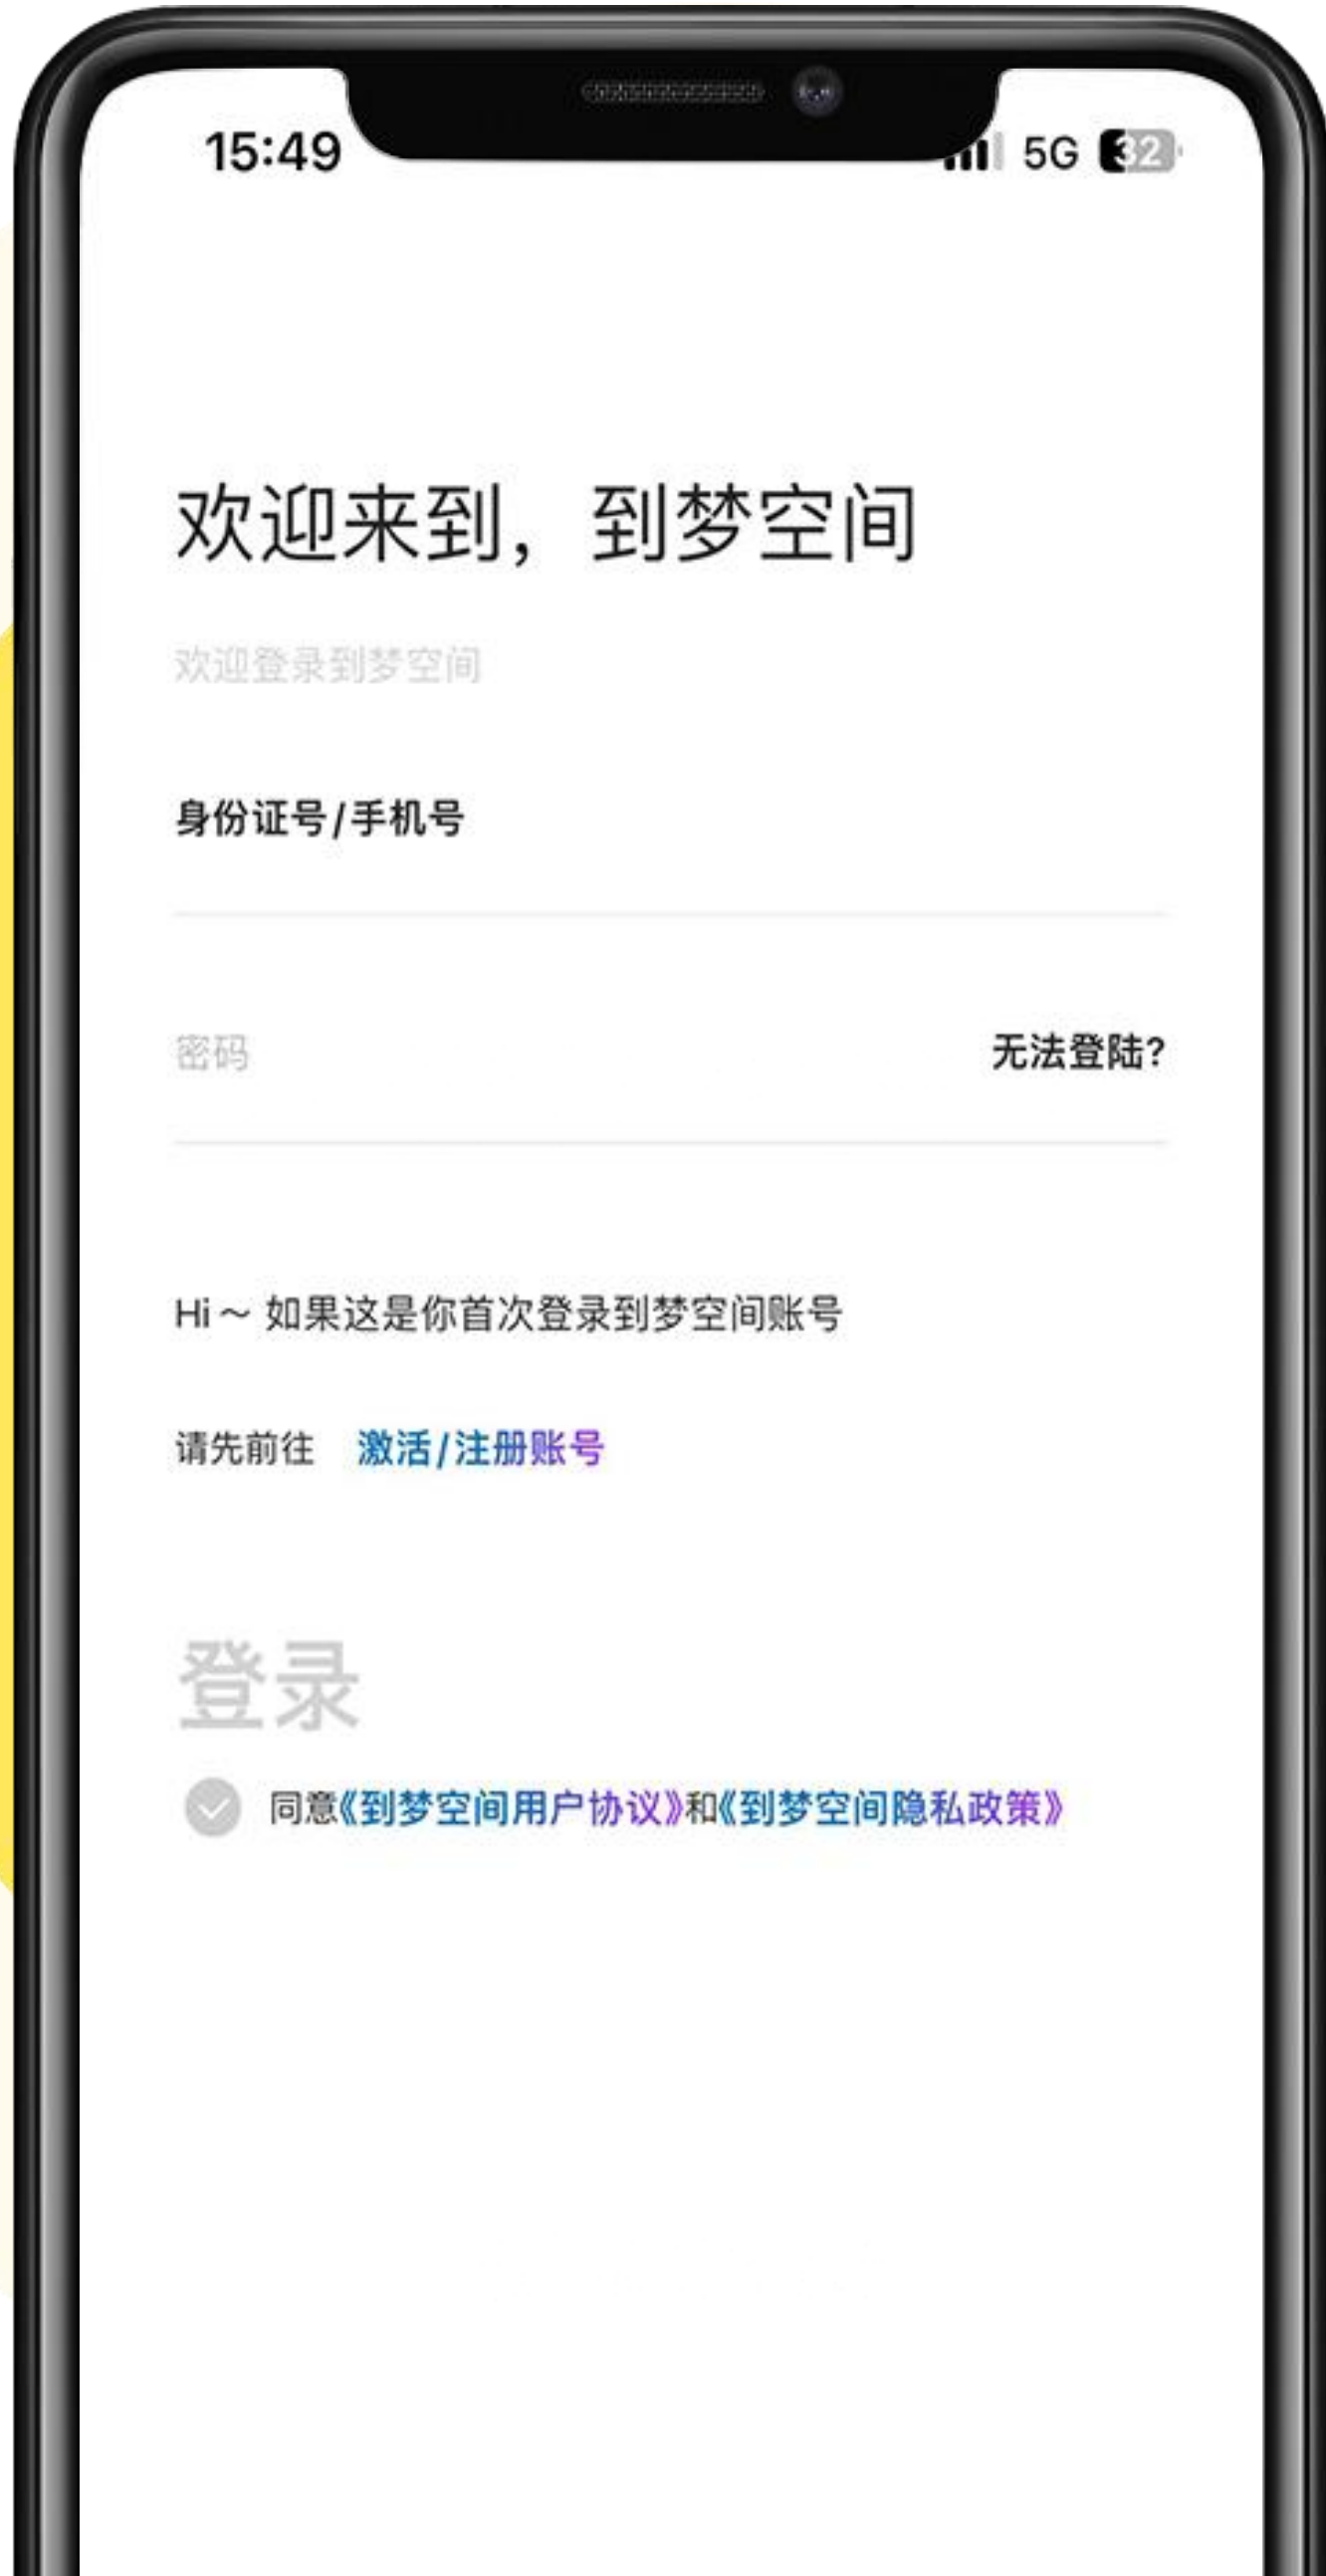 15:49 5G 32
欢迎来到，到梦空间
欢迎登录到梦空间
身份证号/手机号
密码 无法登陆?
Hi～ 如果这是你首次登录到梦空间账号
请先前往 激活/注册账号
登录
同意《到梦空间用户协议》和《到梦空间隐私政策》